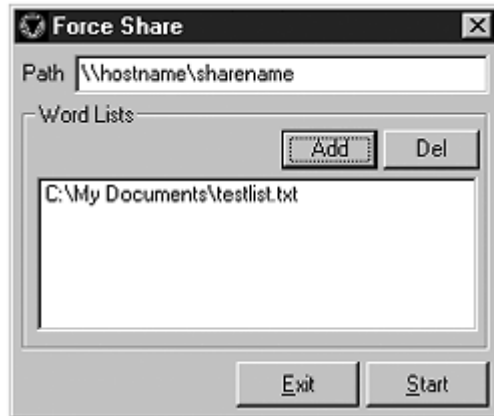 Force Share
Path \\hostname\sharename
Word Lists
Add Del
C:\My Documents\testlist.txt
Exit Start